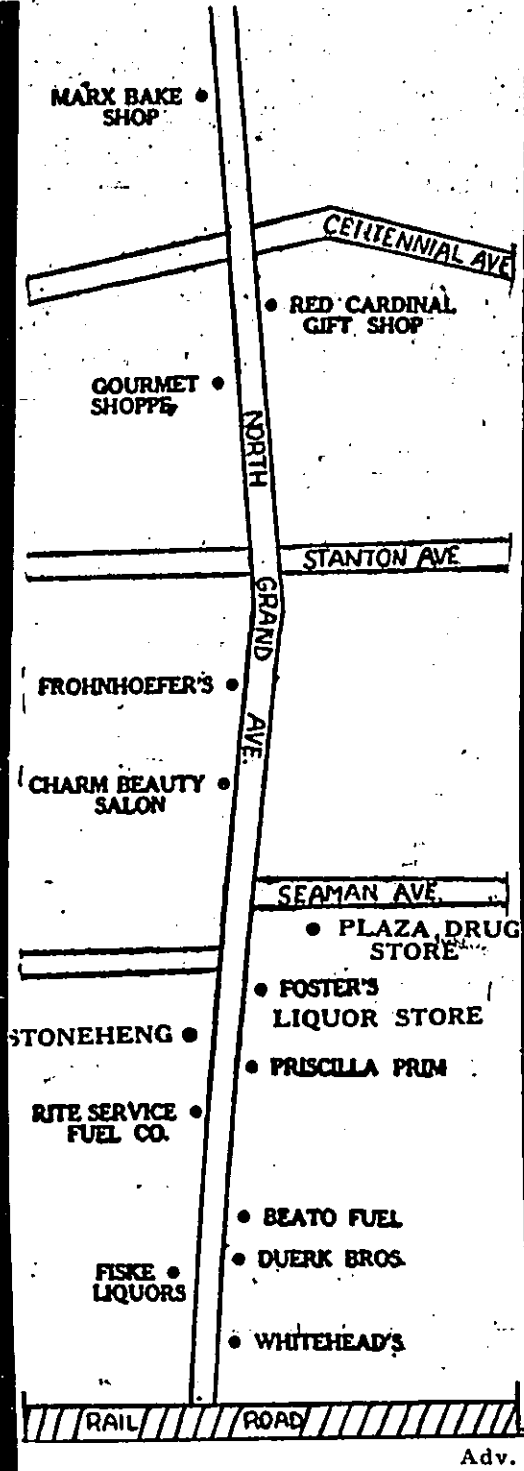 MARX BAKE
SHOP
CENTENNIAL AVE
RED CARDINAL
GIFT SHOP
GOURMET
SHOPPE
NORTH
STANTON AVE
GRAND
FROHNHOEFER'S
AVE.
CHARM BEAUTY
SALON
SEAMAN AVE.
PLAZA DRUG
STORE
FOSTER'S
LIQUOR STORE
STONEHENG
PRISCILLA PRIM
RITE SERVICE
FUEL CO.
BEATO FUEL
DUERK BROS.
FISKE
LIQUORS
WHITEHEAD'S
RAIL ROAD
Adv.